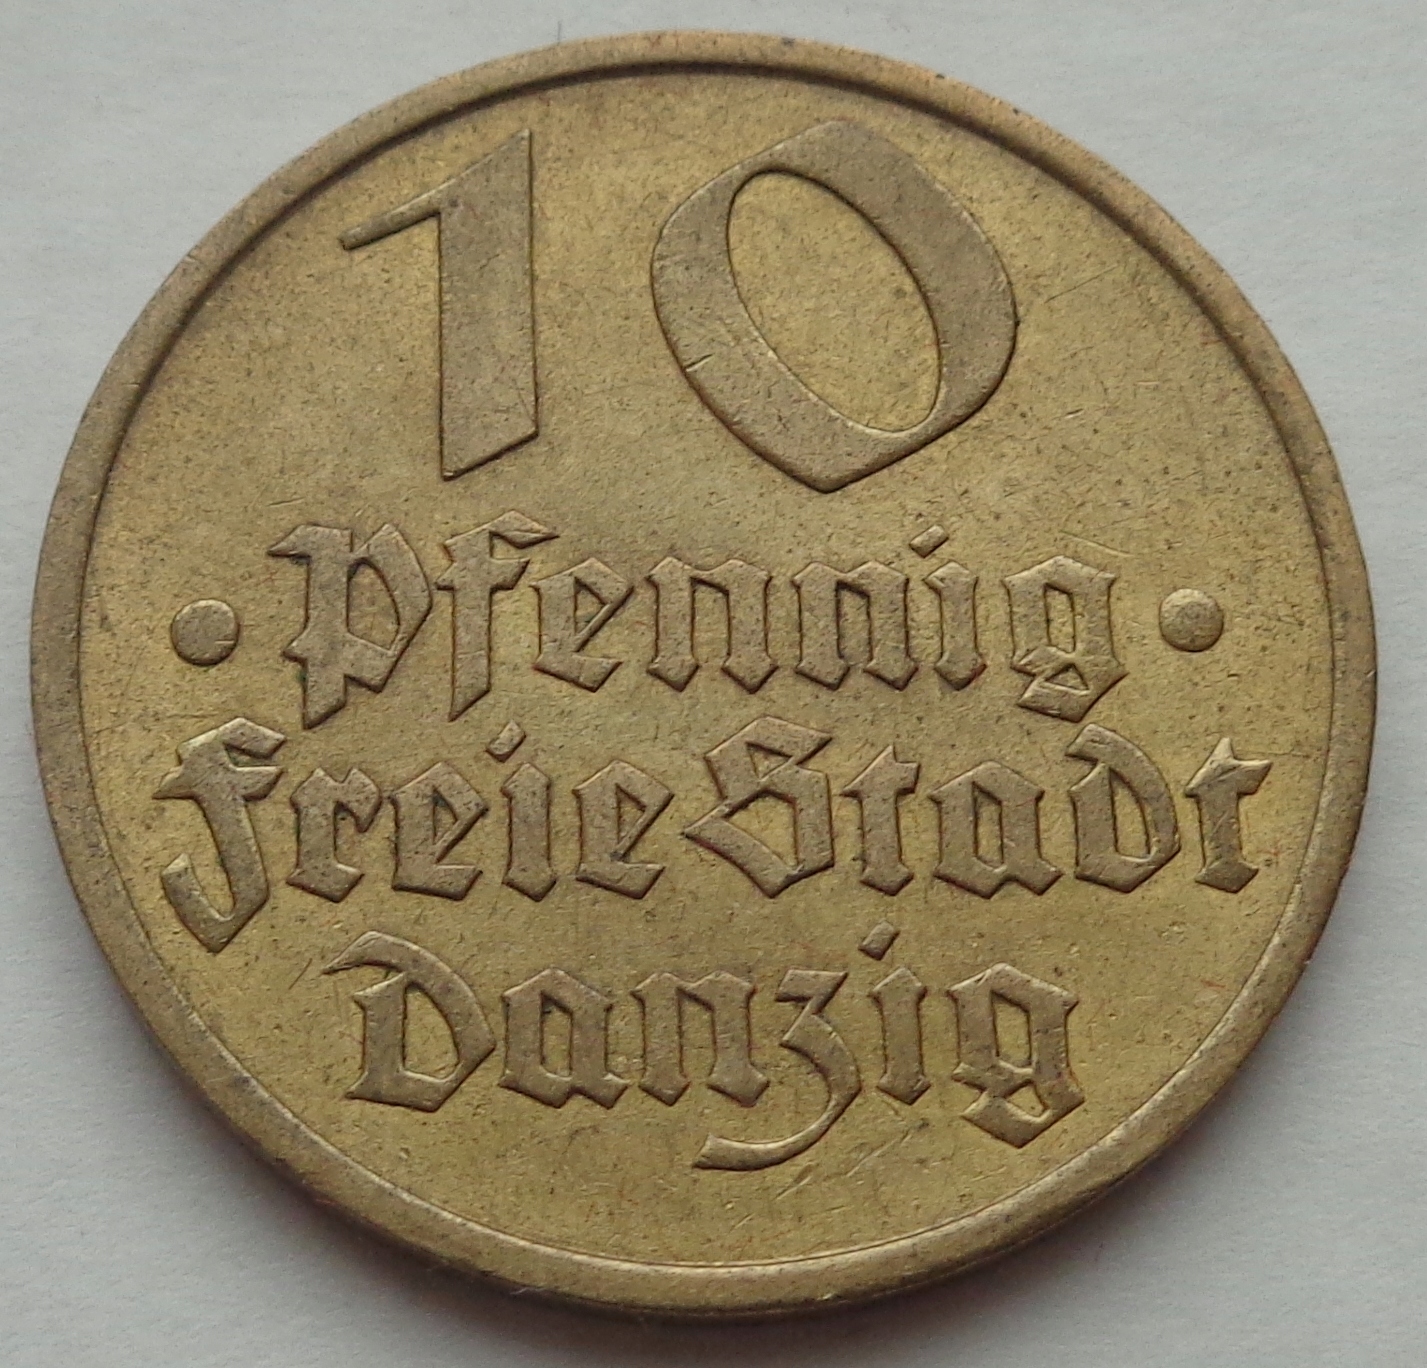 10
• Pfennig •
Freie Stadt
Danzig